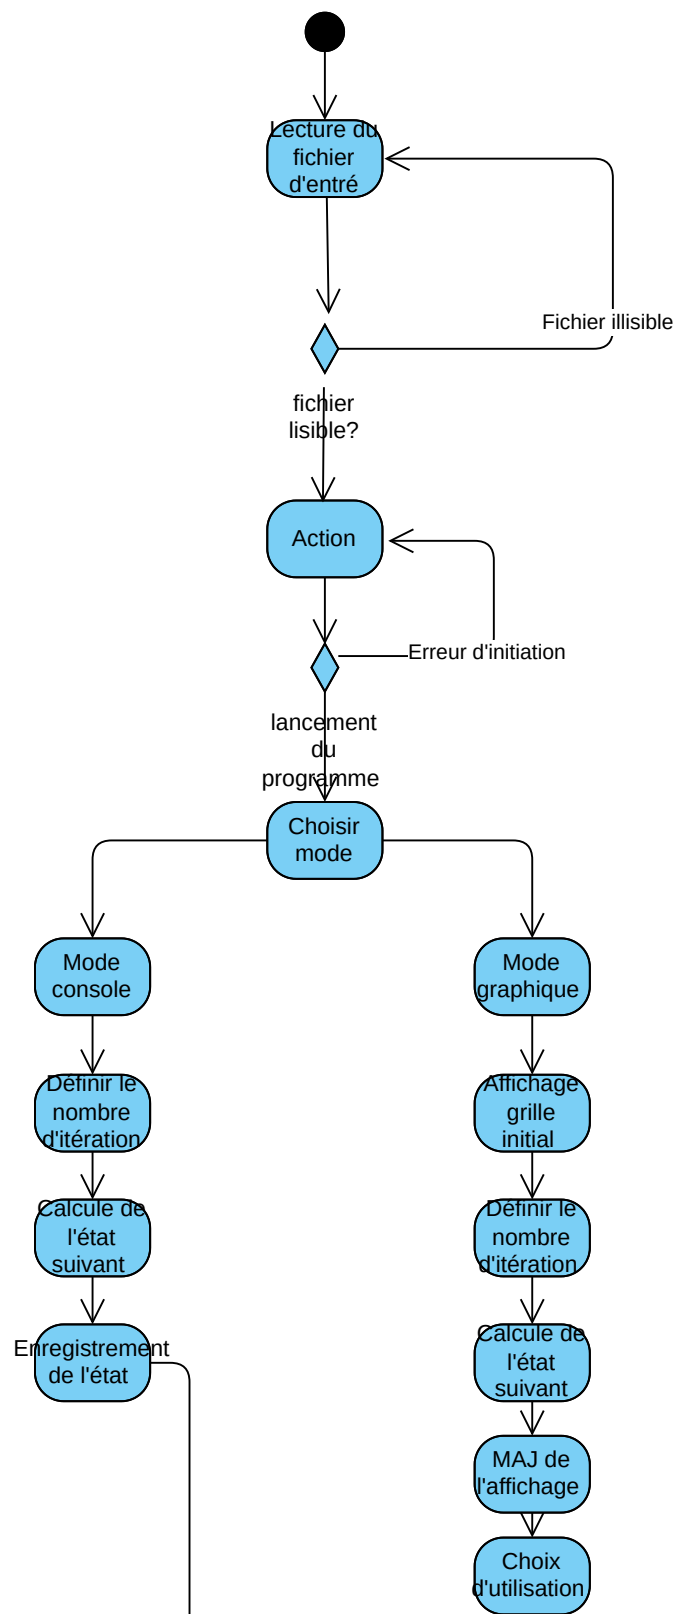 Lecture du
fichier
d'entré
Fichier illisible
fichier
lisible?
Action
Erreur d'initiation
lancement
du
programme
Choisir
mode
Mode
console
Mode
graphique
Définir le
nombre
d'itération
Affichage
grille
initial
Calcule de
l'état
suivant
Définir le
nombre
d'itération
Enregistrement
de l'état
Calcule de
l'état
suivant
MAJ de
l'affichage
Choix
d'utilisation